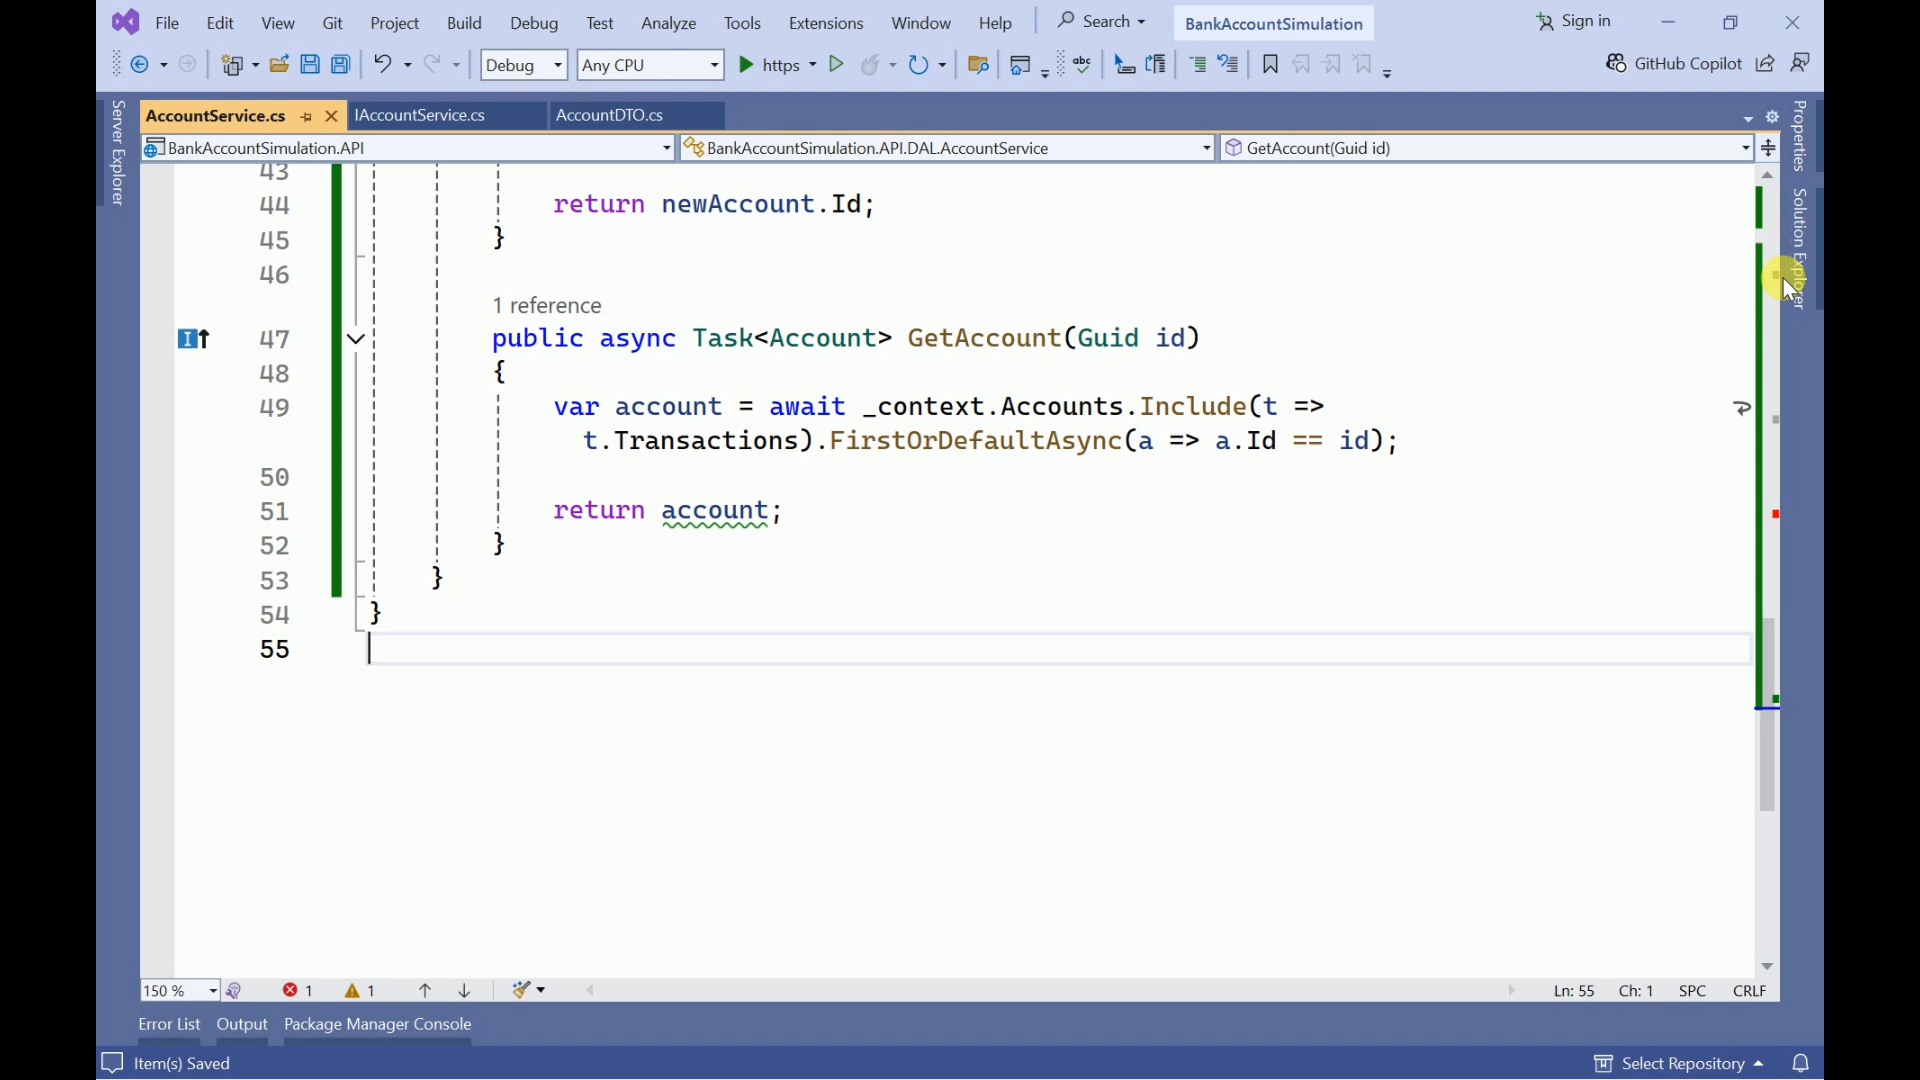 File Edit View Git Project Build Debug Test Analyze Tools Extensions Window Help Search BankAccountSimulation Sign in
Debug Any CPU https abc GitHub Copilot
Server Explorer
AccountService.cs IAccountService.cs AccountDTO.cs
Properties
Solution Explorer
BankAccountSimulation.API BankAccountSimulation.API.DAL.AccountService GetAccount(Guid id)
43
44 return newAccount.Id;
45 }
46
1 reference
47 public async Task<Account> GetAccount(Guid id)
48 {
49 var account = await _context.Accounts.Include(t =>
t.Transactions).FirstOrDefaultAsync(a => a.Id == id);
50
51 return account;
52 }
53 }
54 }
55
150 % 1 1 Ln: 55 Ch: 1 SPC CRLF
Error List Output Package Manager Console
Item(s) Saved Select Repository